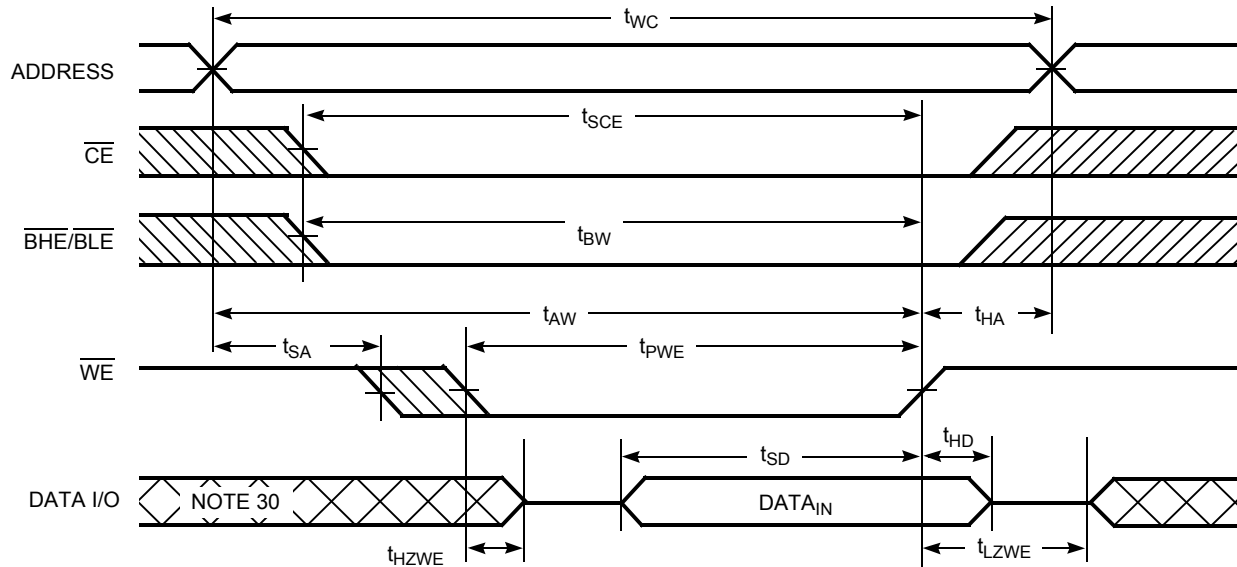 tWC
ADDRESS
tSCE
CE
BHE/BLE
tBW
tAW
tHA
tSA
tPWE
WE
tHD
tSD
DATA I/O
NOTE 30
DATAIN
tHZWE
tLZWE